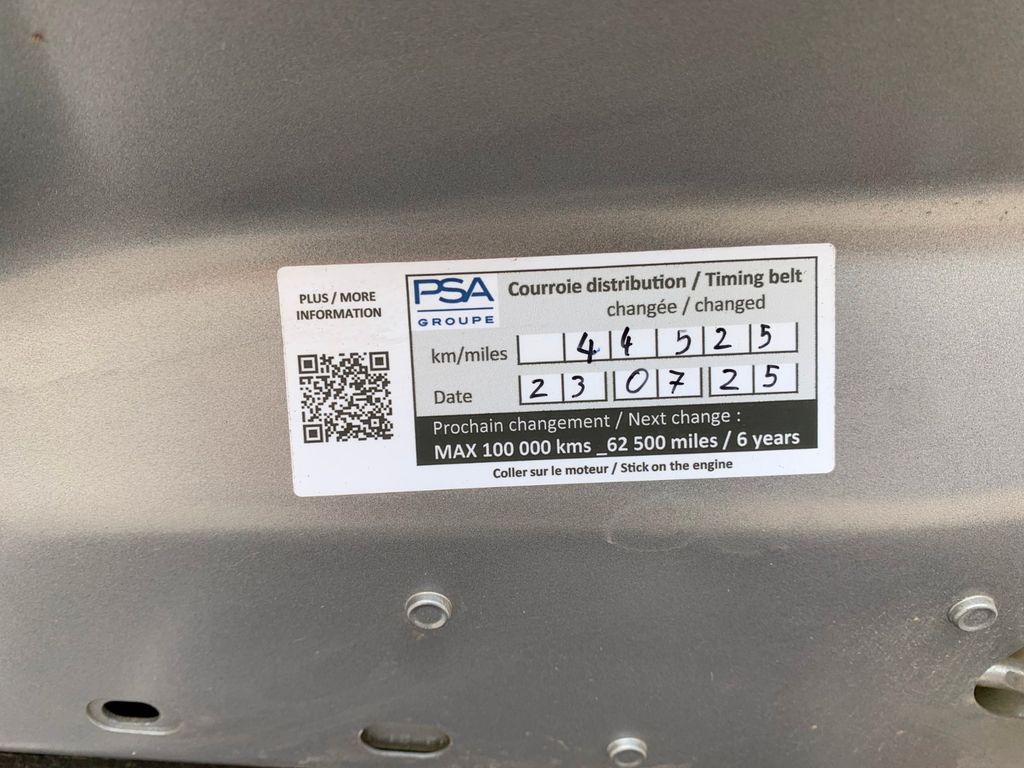 PLUS / MORE
INFORMATION
PSA
GROUPE
Courroie distribution / Timing belt
changée / changed
km/miles 44525
Date 23 07 25
Prochain changement / Next change :
MAX 100 000 kms _62 500 miles / 6 years
Coller sur le moteur / Stick on the engine